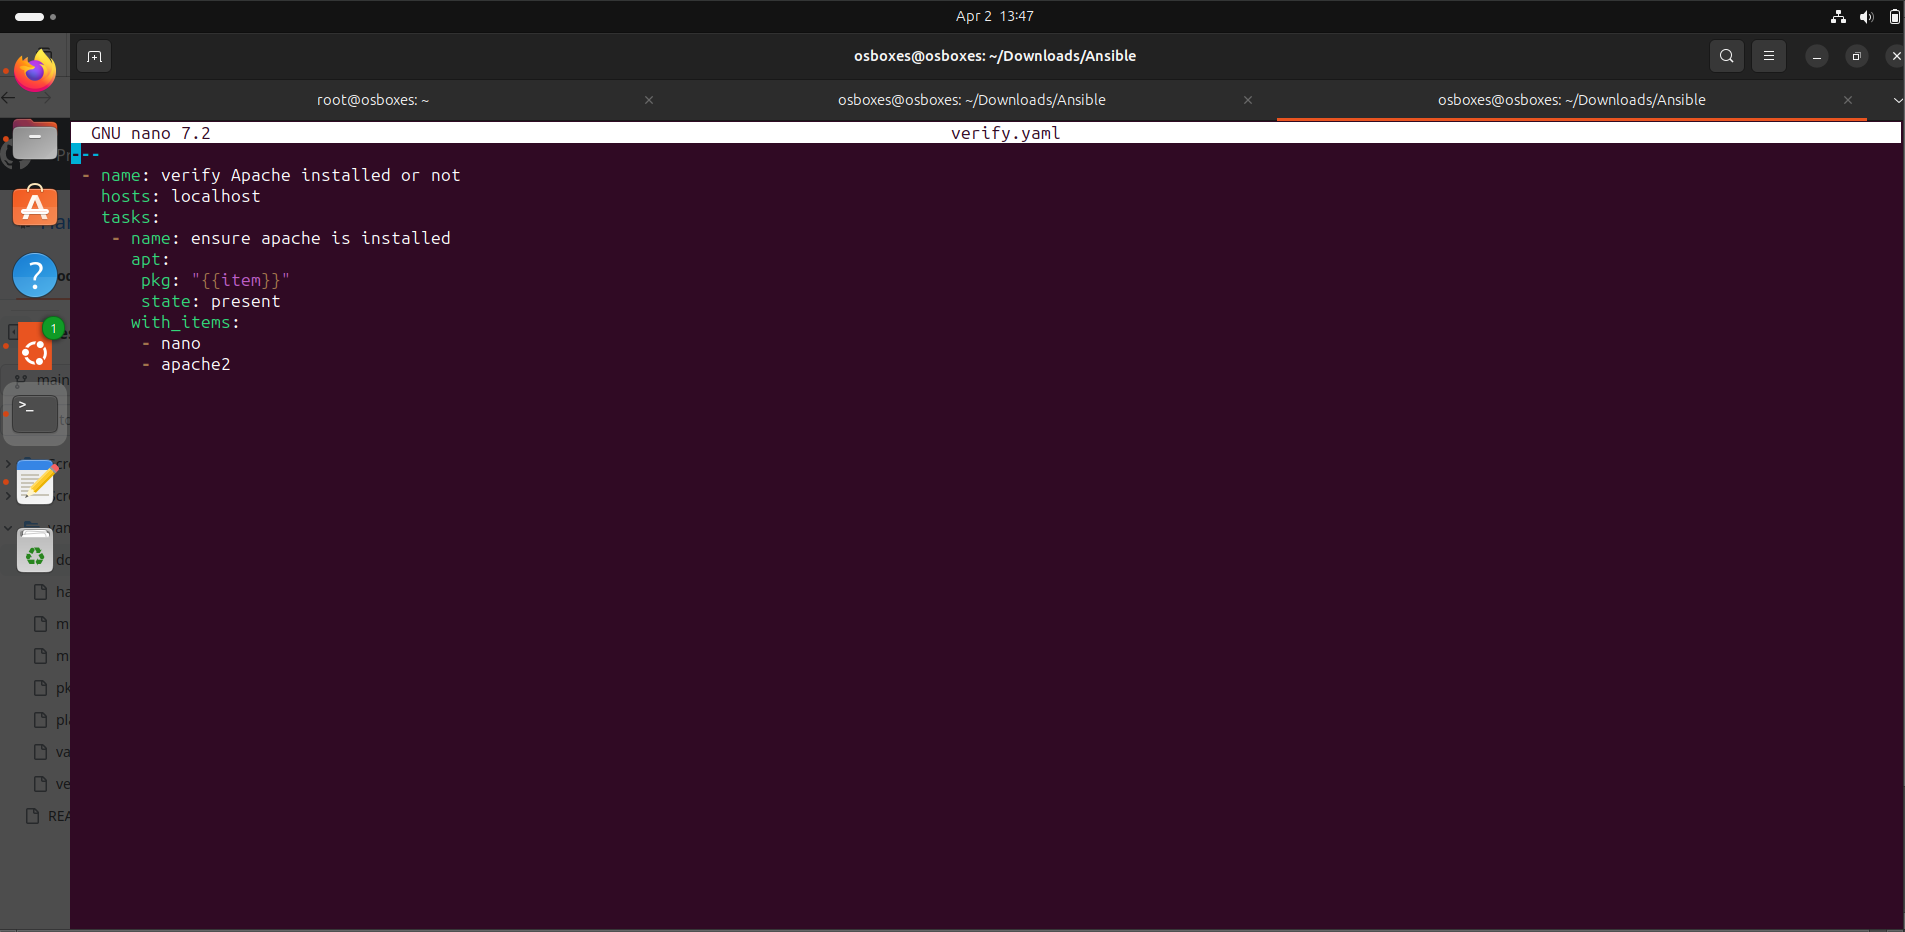 Apr 2 13:47
osboxes@osboxes: ~/Downloads/Ansible
root@osboxes: ~
osboxes@osboxes: ~/Downloads/Ansible
osboxes@osboxes: ~/Downloads/Ansible
GNU nano 7.2 verify.yaml
---
- name: verify Apache installed or not
hosts: localhost
tasks:
- name: ensure apache is installed
apt:
pkg: "{{item}}"
state: present
with_items:
- nano
- apache2
1
main